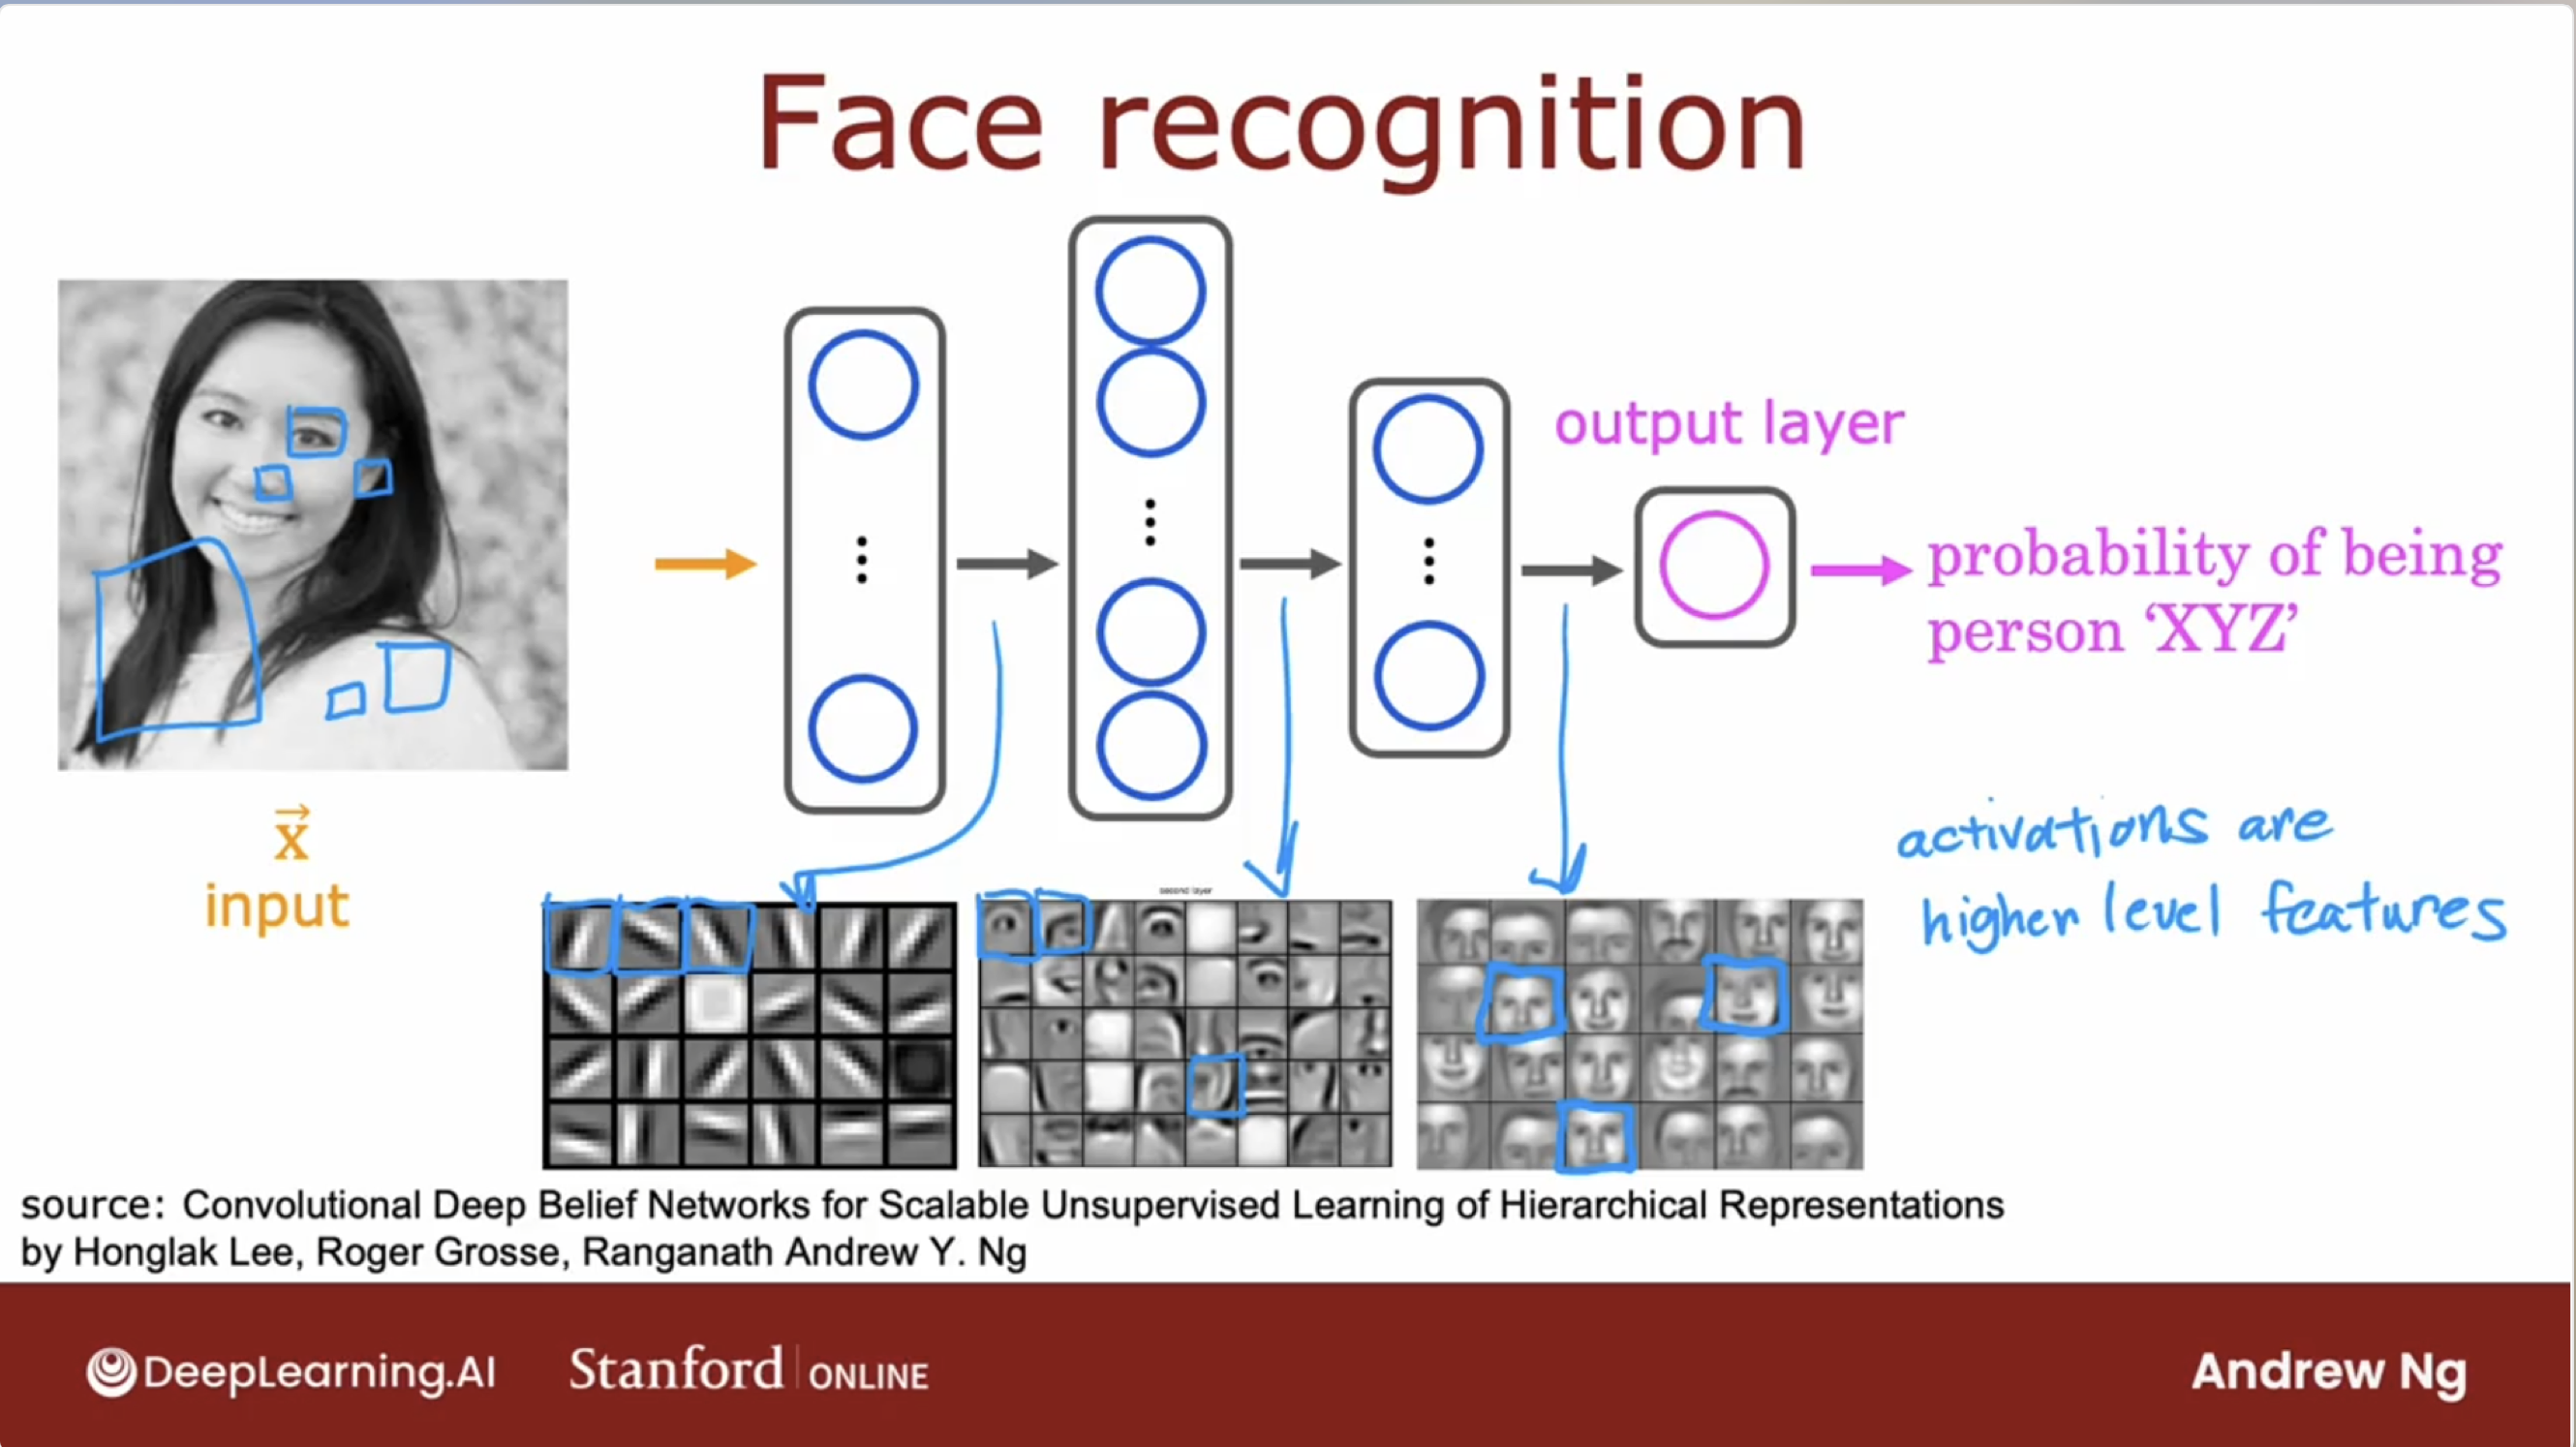 Face recognition
output layer
probability of being
person ‘XYZ’
x
input
activations are
higher level features
second layer
source: Convolutional Deep Belief Networks for Scalable Unsupervised Learning of Hierarchical Representations
by Honglak Lee, Roger Grosse, Ranganath Andrew Y. Ng
DeepLearning.AI
Stanford | ONLINE
Andrew Ng